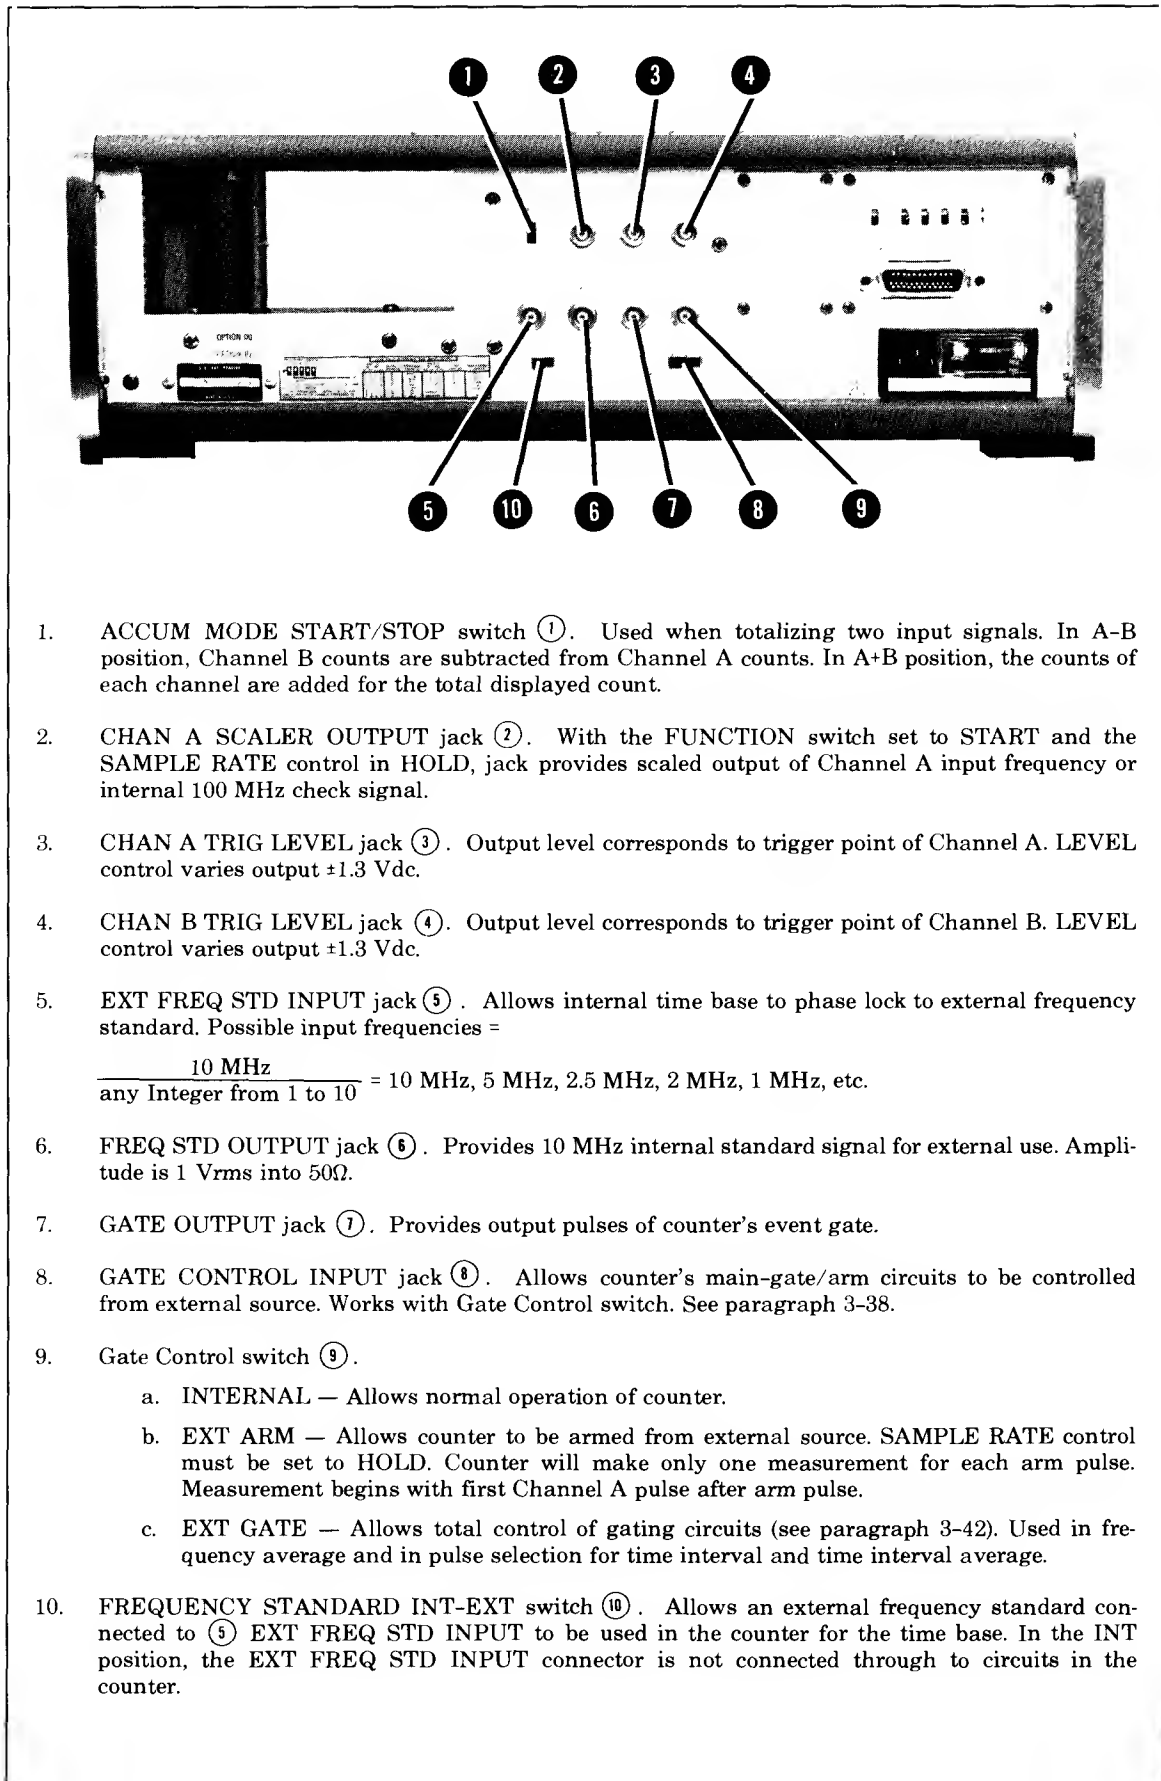 1 2 3 4
OPTION 00
5 10 6 7 8 9
1. ACCUM MODE START/STOP switch ①. Used when totalizing two input signals. In A-B
position, Channel B counts are subtracted from Channel A counts. In A+B position, the counts of
each channel are added for the total displayed count.
2. CHAN A SCALER OUTPUT jack ②. With the FUNCTION switch set to START and the
SAMPLE RATE control in HOLD, jack provides scaled output of Channel A input frequency or
internal 100 MHz check signal.
3. CHAN A TRIG LEVEL jack ③. Output level corresponds to trigger point of Channel A. LEVEL
control varies output ±1.3 Vdc.
4. CHAN B TRIG LEVEL jack ④. Output level corresponds to trigger point of Channel B. LEVEL
control varies output ±1.3 Vdc.
5. EXT FREQ STD INPUT jack ⑤. Allows internal time base to phase lock to external frequency
standard. Possible input frequencies =
10 MHz
any Integer from 1 to 10 = 10 MHz, 5 MHz, 2.5 MHz, 2 MHz, 1 MHz, etc.
6. FREQ STD OUTPUT jack ⑥. Provides 10 MHz internal standard signal for external use. Ampli-
tude is 1 Vrms into 50Ω.
7. GATE OUTPUT jack ⑦. Provides output pulses of counter's event gate.
8. GATE CONTROL INPUT jack ⑧. Allows counter's main-gate/arm circuits to be controlled
from external source. Works with Gate Control switch. See paragraph 3-38.
9. Gate Control switch ⑨.
a. INTERNAL — Allows normal operation of counter.
b. EXT ARM — Allows counter to be armed from external source. SAMPLE RATE control
must be set to HOLD. Counter will make only one measurement for each arm pulse.
Measurement begins with first Channel A pulse after arm pulse.
c. EXT GATE — Allows total control of gating circuits (see paragraph 3-42). Used in fre-
quency average and in pulse selection for time interval and time interval average.
10. FREQUENCY STANDARD INT-EXT switch ⑩. Allows an external frequency standard con-
nected to ⑤ EXT FREQ STD INPUT to be used in the counter for the time base. In the INT
position, the EXT FREQ STD INPUT connector is not connected through to circuits in the
counter.